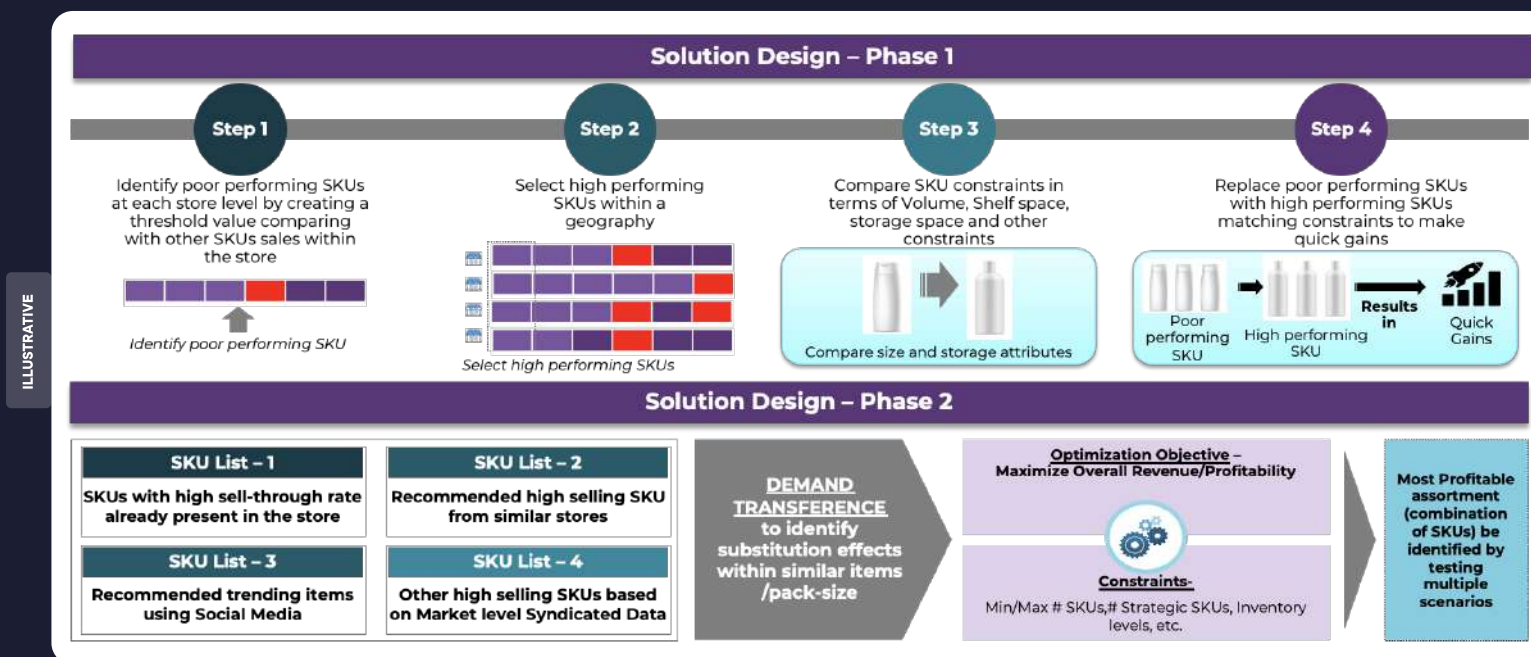 ILLUSTRATIVE
Solution Design – Phase 1
Step 1
Identify poor performing SKUs
at each store level by creating a
threshold value comparing
with other SKUs sales within
the store
Identify poor performing SKU
Step 2
Select high performing
SKUs within a
geography
Select high performing SKUs
Step 3
Compare SKU constraints in
terms of Volume, Shelf space,
storage space and other
constraints
Compare size and storage attributes
Step 4
Replace poor performing SKUs
with high performing SKUs
matching constraints to make
quick gains
Poor
performing
SKU
High performing
SKU
Results
in
Quick
Gains
Solution Design – Phase 2
SKU List – 1
SKUs with high sell-through rate
already present in the store
SKU List – 2
Recommended high selling SKU
from similar stores
SKU List – 3
Recommended trending items
using Social Media
SKU List – 4
Other high selling SKUs based
on Market level Syndicated Data
DEMAND
TRANSFERENCE
to identify
substitution effects
within similar items
/pack-size
Optimization Objective –
Maximize Overall Revenue/Profitability
Constraints-
Min/Max # SKUs,# Strategic SKUs, Inventory
levels, etc.
Most Profitable
assortment
(combination
of SKUs) be
identified by
testing
multiple
scenarios